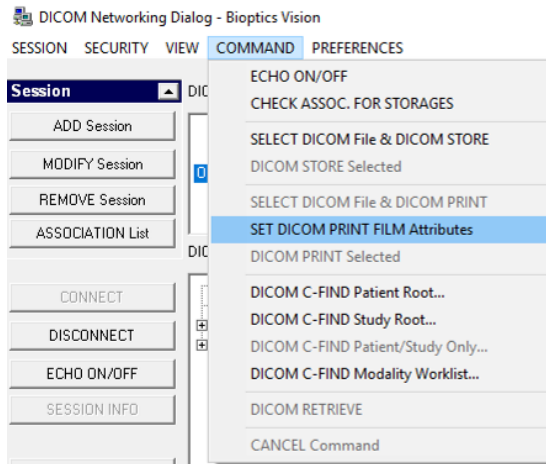 DICOM Networking Dialog - Bioptics Vision
SESSION SECURITY VIEW COMMAND PREFERENCES
Session
ADD Session
MODIFY Session
REMOVE Session
ASSOCIATION List
CONNECT
DISCONNECT
ECHO ON/OFF
SESSION INFO
ECHO ON/OFF
CHECK ASSOC. FOR STORAGES
SELECT DICOM File & DICOM STORE
DICOM STORE Selected
SELECT DICOM File & DICOM PRINT
SET DICOM PRINT FILM Attributes
DICOM PRINT Selected
DICOM C-FIND Patient Root...
DICOM C-FIND Study Root...
DICOM C-FIND Patient/Study Only...
DICOM C-FIND Modality Worklist...
DICOM RETRIEVE
CANCEL Command